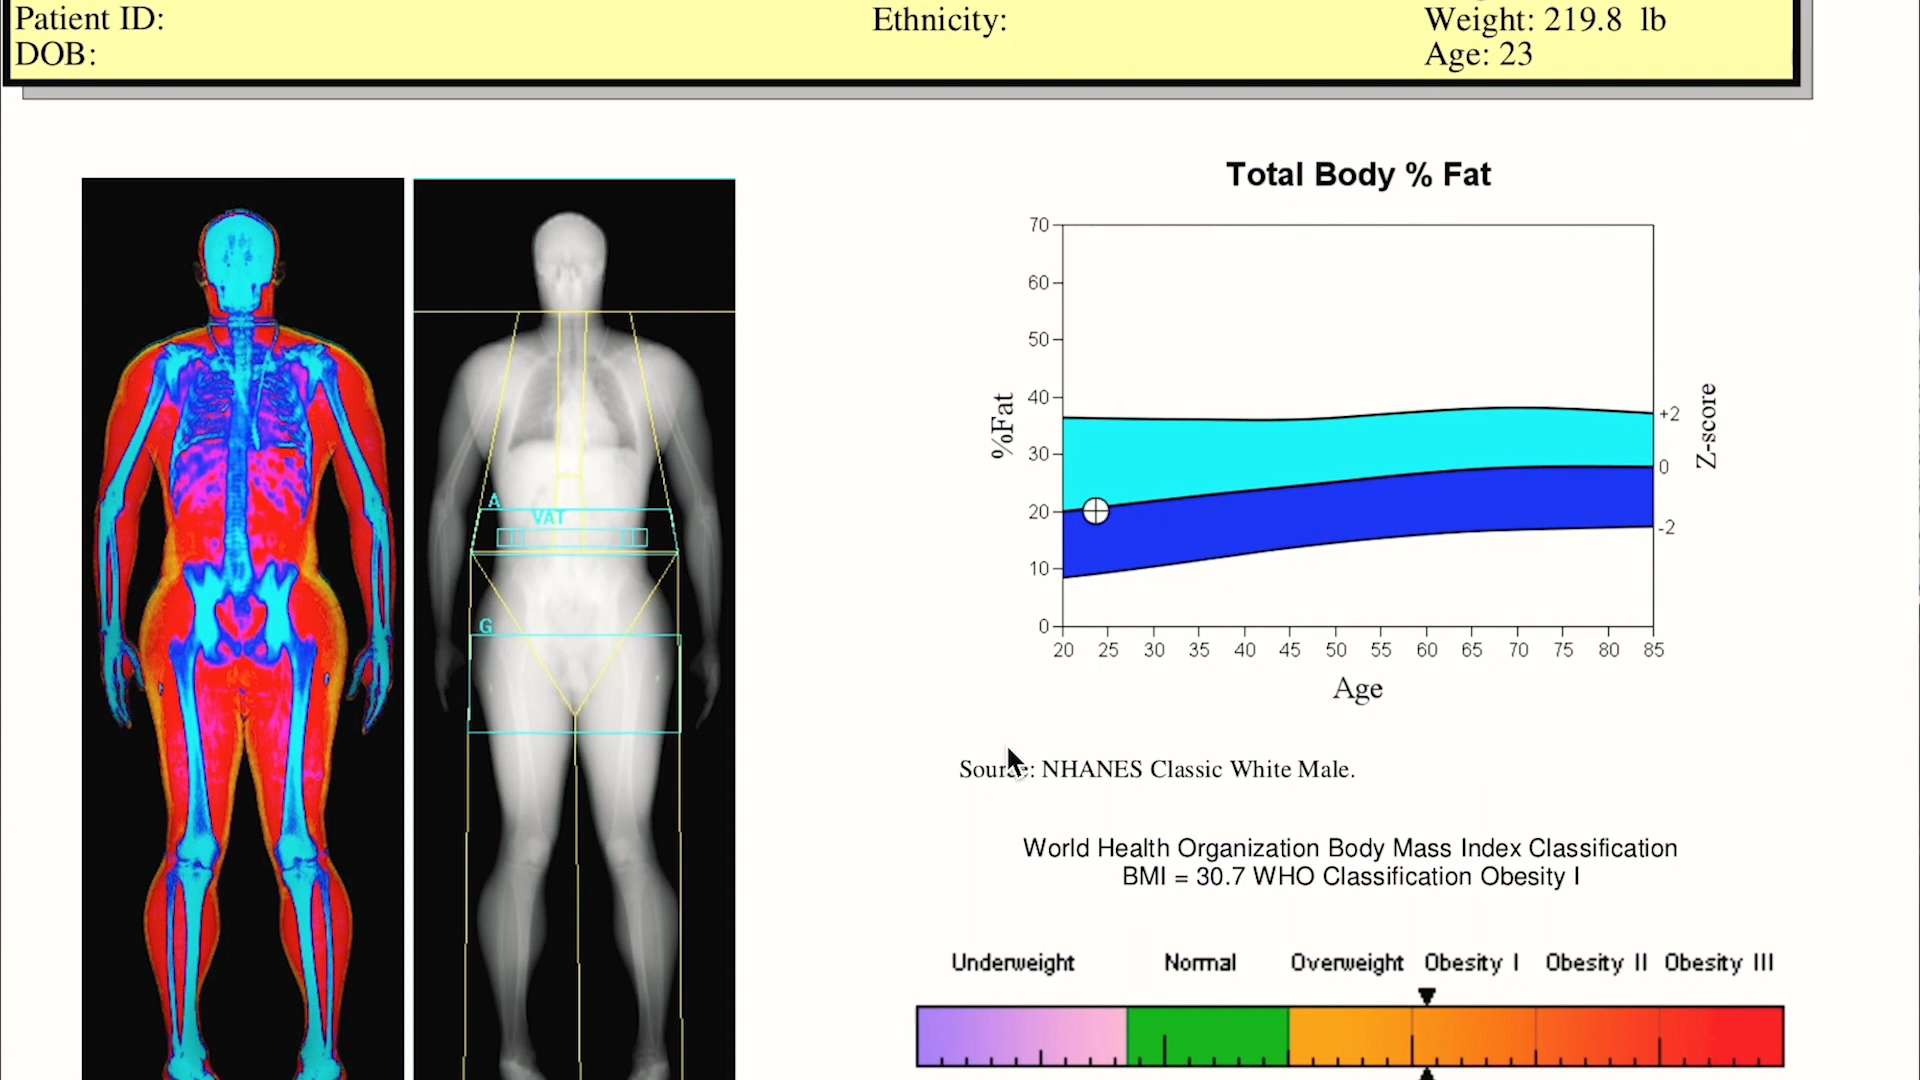 Patient ID:
Ethnicity:
Weight: 219.8 lb
DOB:
Age: 23
A
VAT
G
Total Body % Fat
70
60
50
40
30
20
10
0
%Fat
+2
0
-2
Z-score
20 25 30 35 40 45 50 55 60 65 70 75 80 85
Age
Source: NHANES Classic White Male.
World Health Organization Body Mass Index Classification
BMI = 30.7 WHO Classification Obesity I
Underweight Normal Overweight Obesity I Obesity II Obesity III